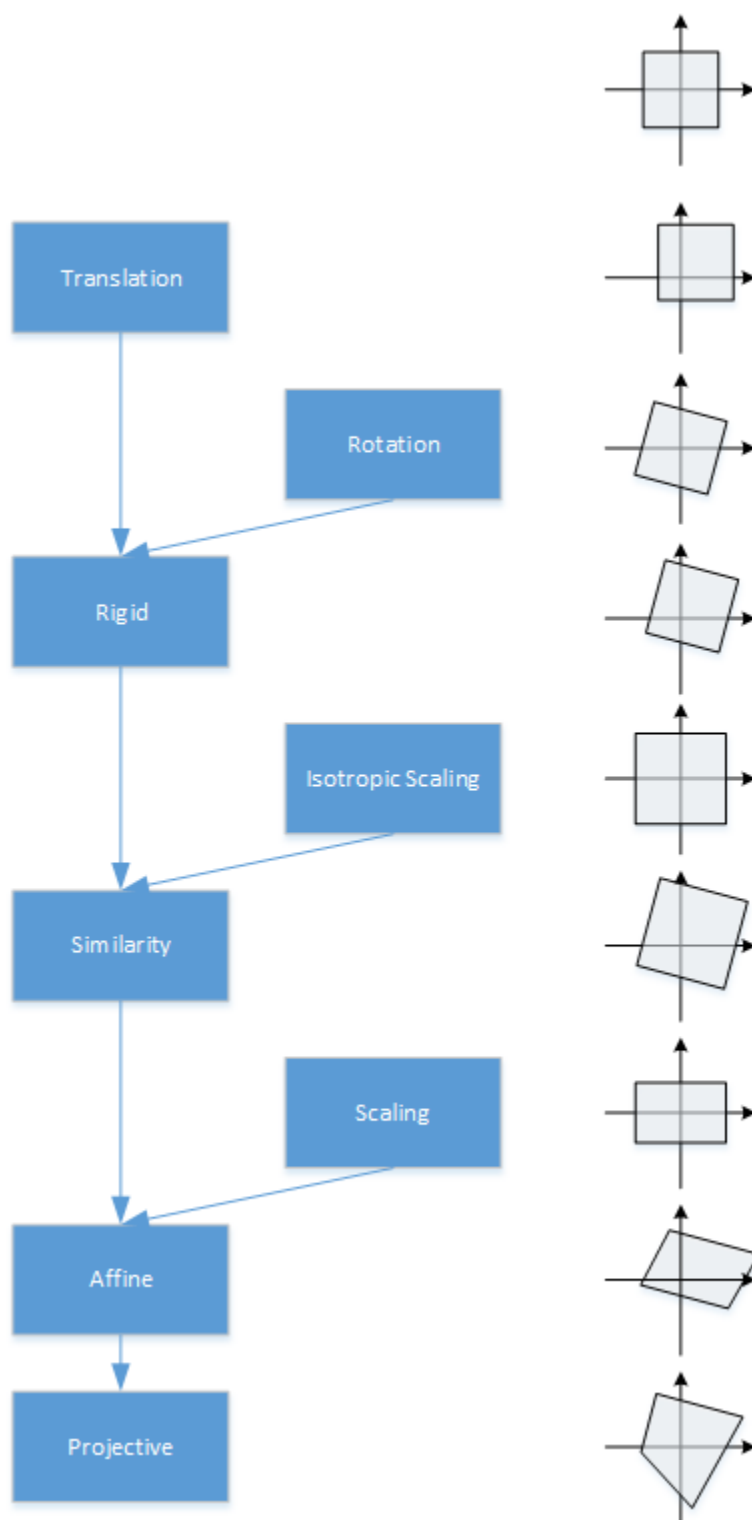 Translation
Rotation
Rigid
Isotropic Scaling
Similarity
Scaling
Affine
Projective